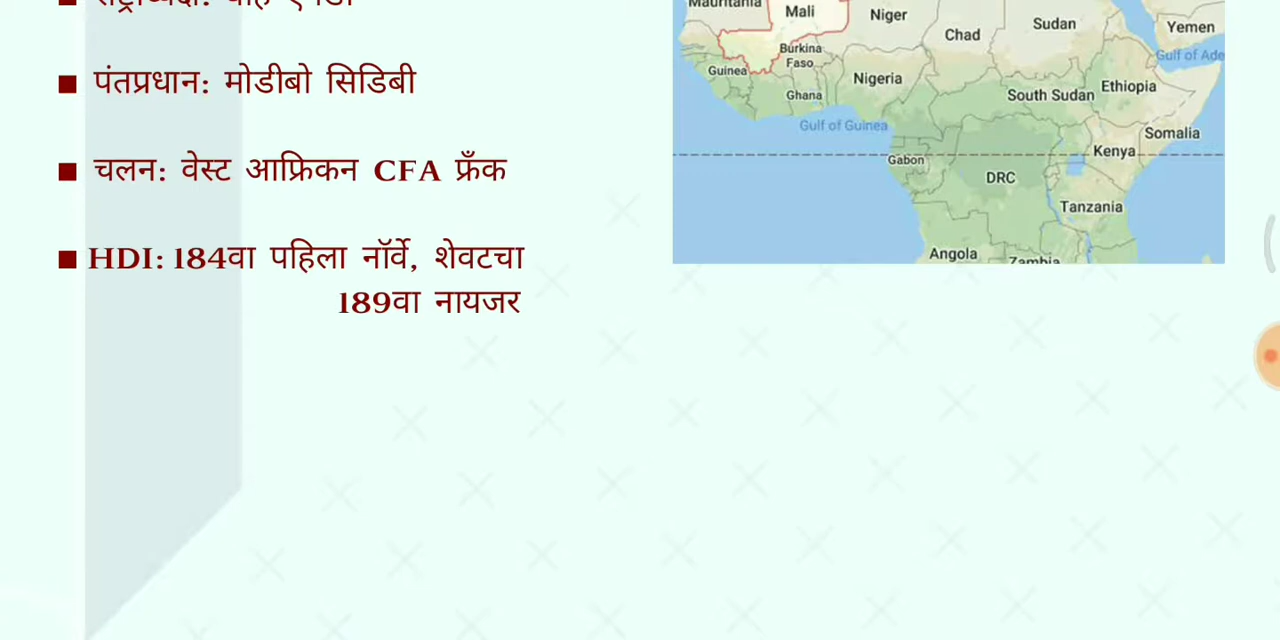 पंतप्रधान: मोडीबो सिडिबी
चलन: वेस्ट आफ्रिकन CFA फ्रँक
HDI: 184वा पहिला नॉर्वे, शेवटचा
189वा नायजर
Mauritania
Mali
Niger
Chad
Sudan
Yemen
Gulf of Ade
Burkina
Faso
Guinea
Ghana
Nigeria
South Sudan
Ethiopia
Gulf of Guinea
Somalia
Kenya
Gabon
DRC
Tanzania
Angola
Zambia